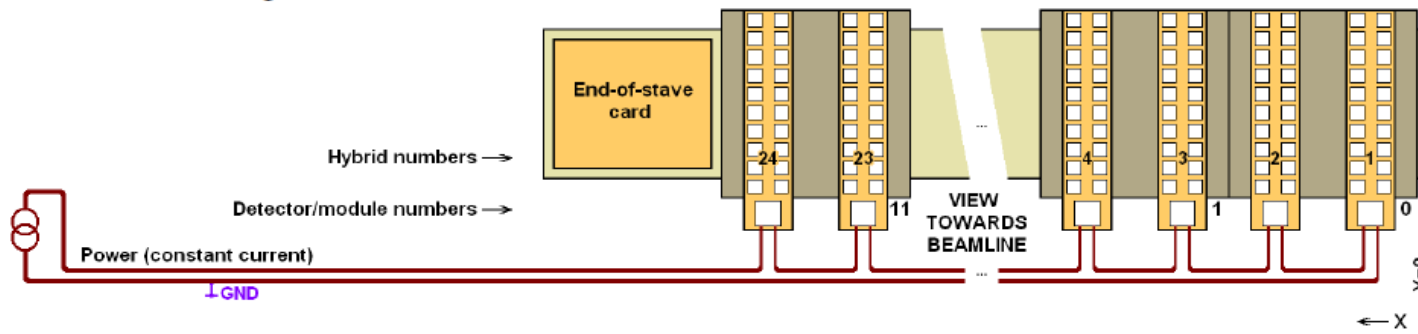 End-of-stave
card
...
Hybrid numbers →
24
23
4
3
2
1
Detector/module numbers →
11
VIEW
TOWARDS
BEAMLINE
1
0
Power (constant current)
...
GND
← X